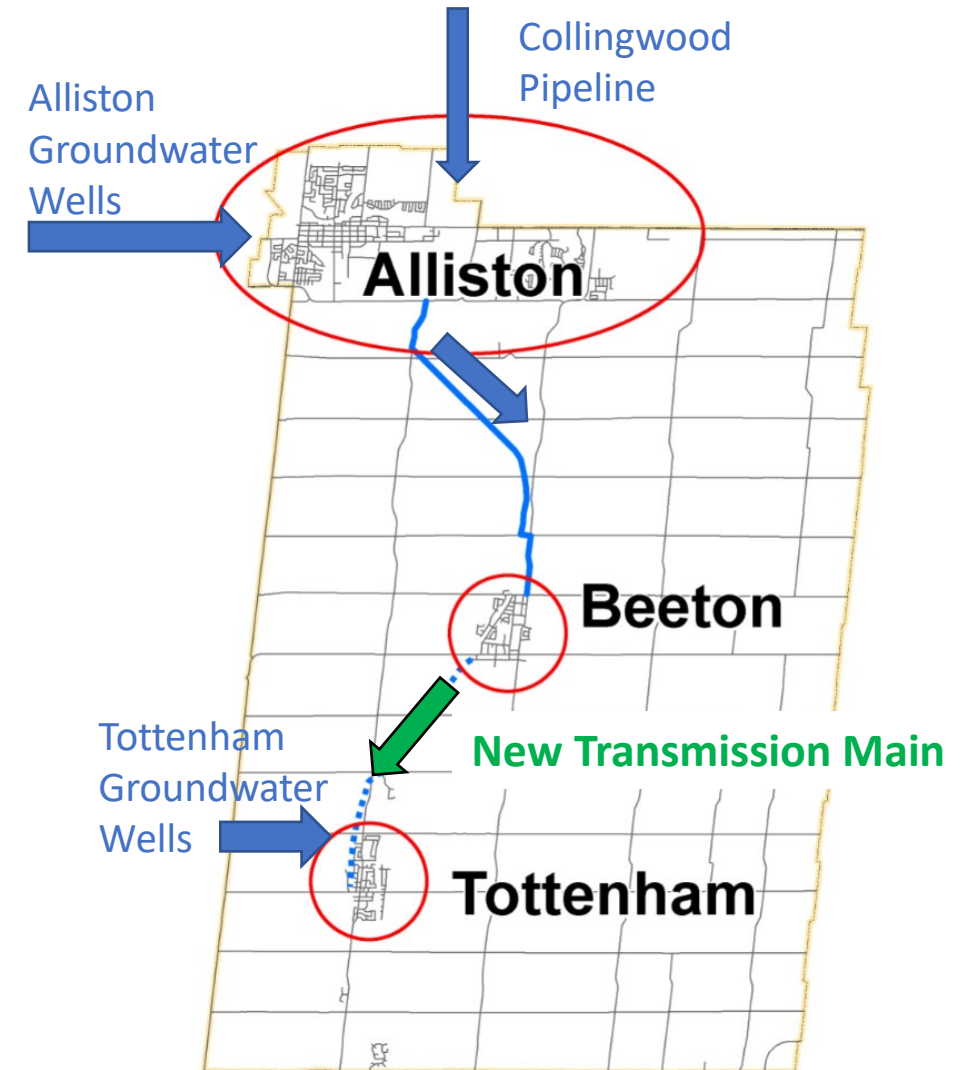 Collingwood
Pipeline
Alliston
Groundwater
Wells
Alliston
Beeton
New Transmission Main
Tottenham
Groundwater
Wells
Tottenham